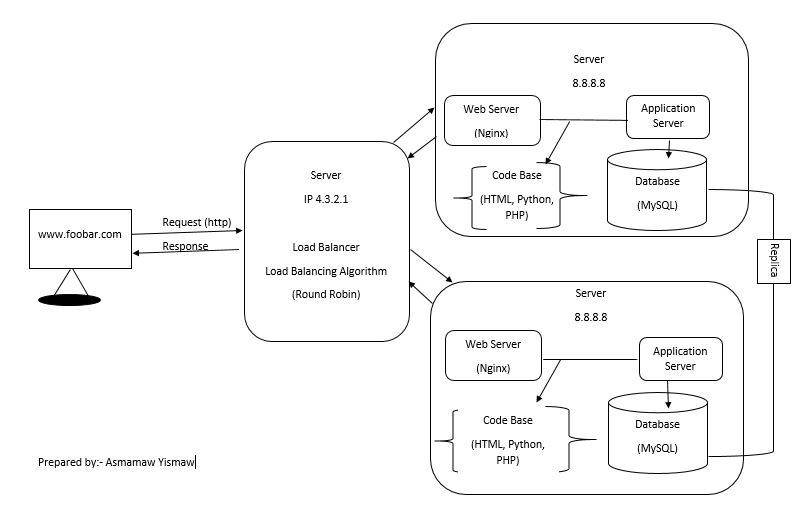 www.foobar.com
Request (http)
Response
Server
IP 4.3.2.1
Load Balancer
Load Balancing Algorithm
(Round Robin)
Server
8.8.8.8
Web Server
(Nginx)
Application
Server
Code Base
(HTML, Python,
PHP)
Database
(MySQL)
Replica
Server
8.8.8.8
Web Server
(Nginx)
Application
Server
Code Base
(HTML, Python,
PHP)
Database
(MySQL)
Prepared by:- Asmamaw Yismaw